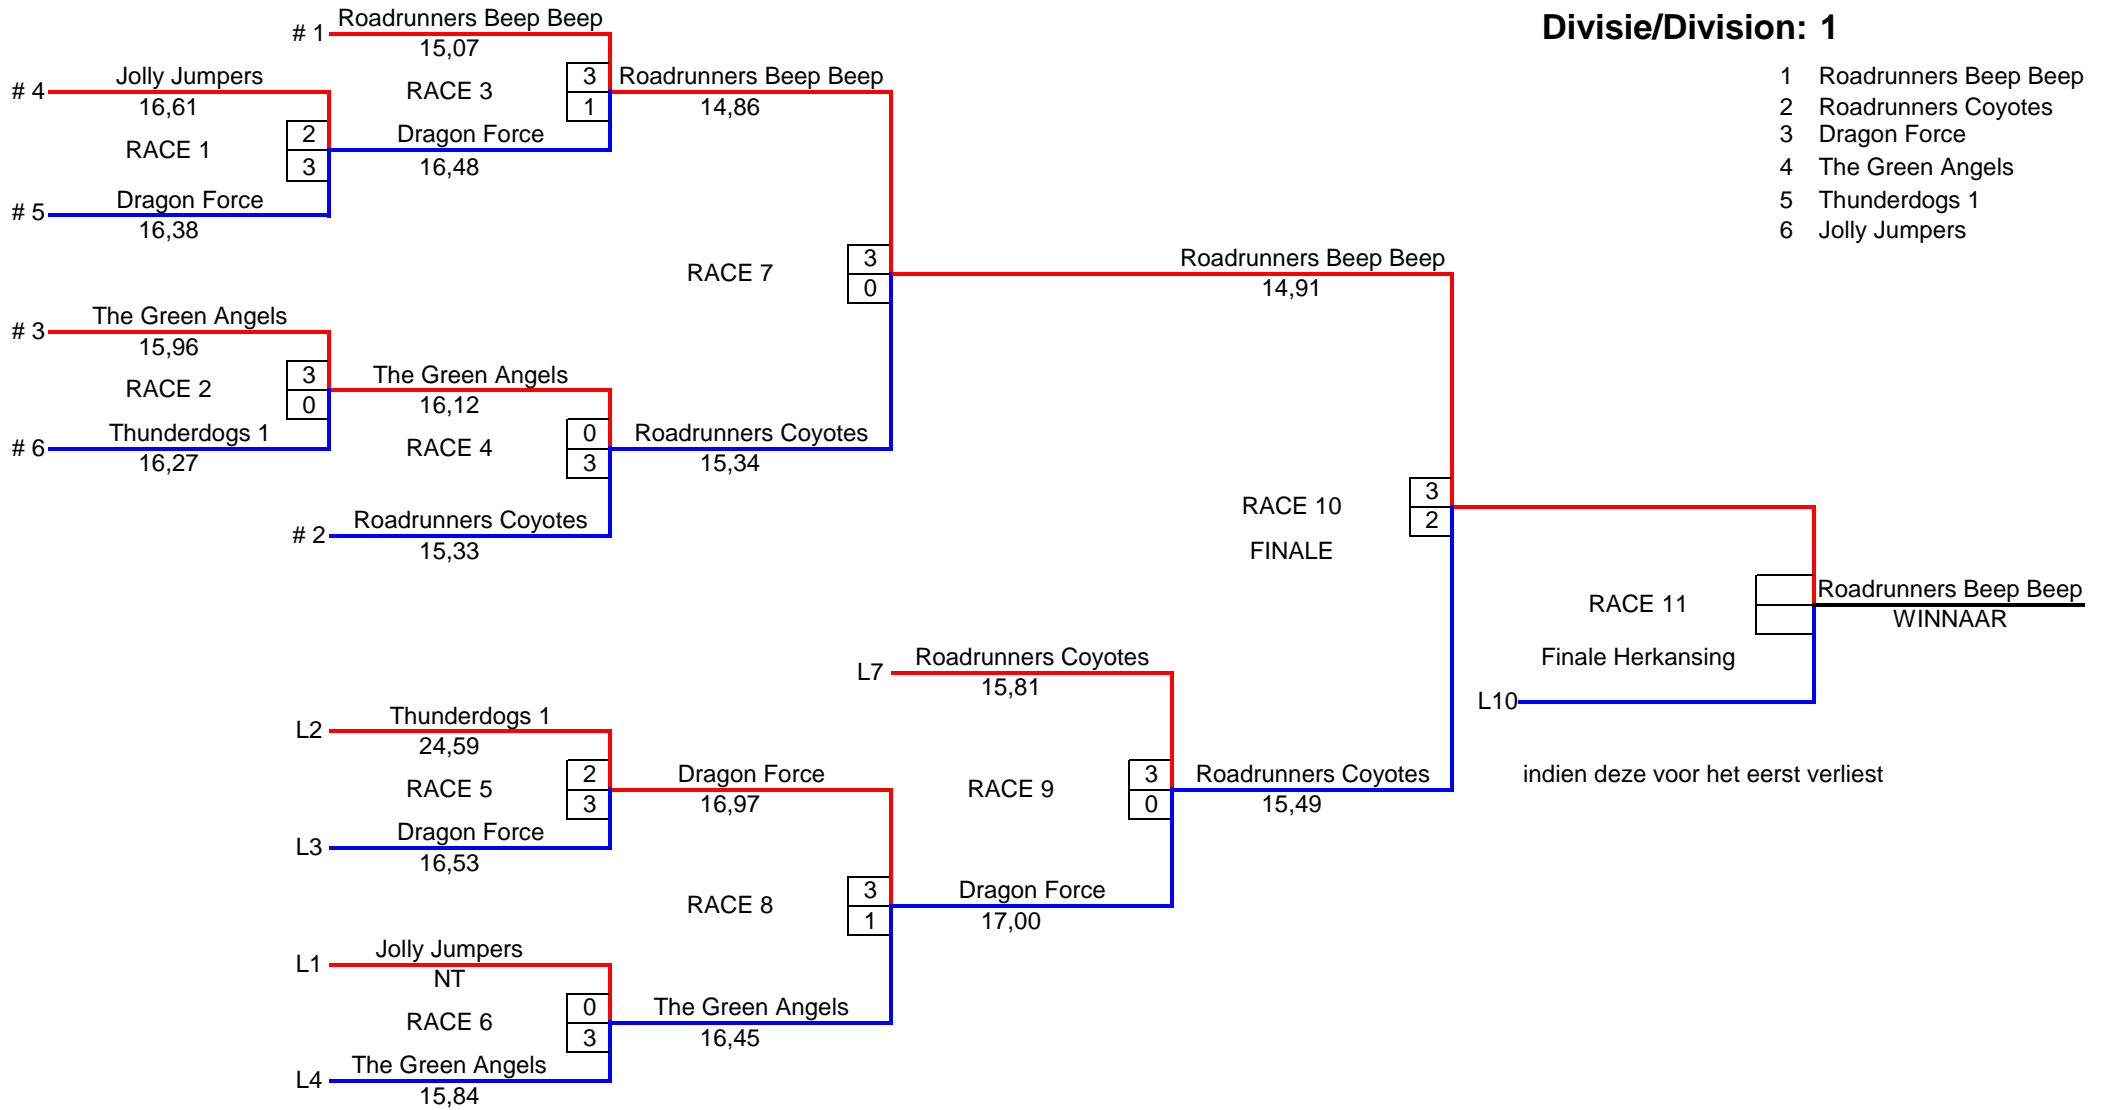 Divisie/Division: 1
1 Roadrunners Beep Beep
2 Roadrunners Coyotes
3 Dragon Force
4 The Green Angels
5 Thunderdogs 1
6 Jolly Jumpers
# 1
Roadrunners Beep Beep
15,07
# 4
Jolly Jumpers
16,61
RACE 1
2
3
# 5
Dragon Force
16,38
RACE 3
3
1
Dragon Force
16,48
Roadrunners Beep Beep
14,86
# 3
The Green Angels
15,96
RACE 2
3
0
# 6
Thunderdogs 1
16,27
The Green Angels
16,12
RACE 4
0
3
# 2
Roadrunners Coyotes
15,33
Roadrunners Coyotes
15,34
RACE 7
3
0
Roadrunners Beep Beep
14,91
RACE 10
FINALE
3
2
L2
Thunderdogs 1
24,59
RACE 5
2
3
L3
Dragon Force
16,53
Dragon Force
16,97
L1
Jolly Jumpers
NT
RACE 6
0
3
L4
The Green Angels
15,84
The Green Angels
16,45
RACE 8
3
1
L7
Roadrunners Coyotes
15,81
RACE 9
3
0
Dragon Force
17,00
Roadrunners Coyotes
15,49
RACE 11
Finale Herkansing
L10
indien deze voor het eerst verliest
Roadrunners Beep Beep
WINNAAR